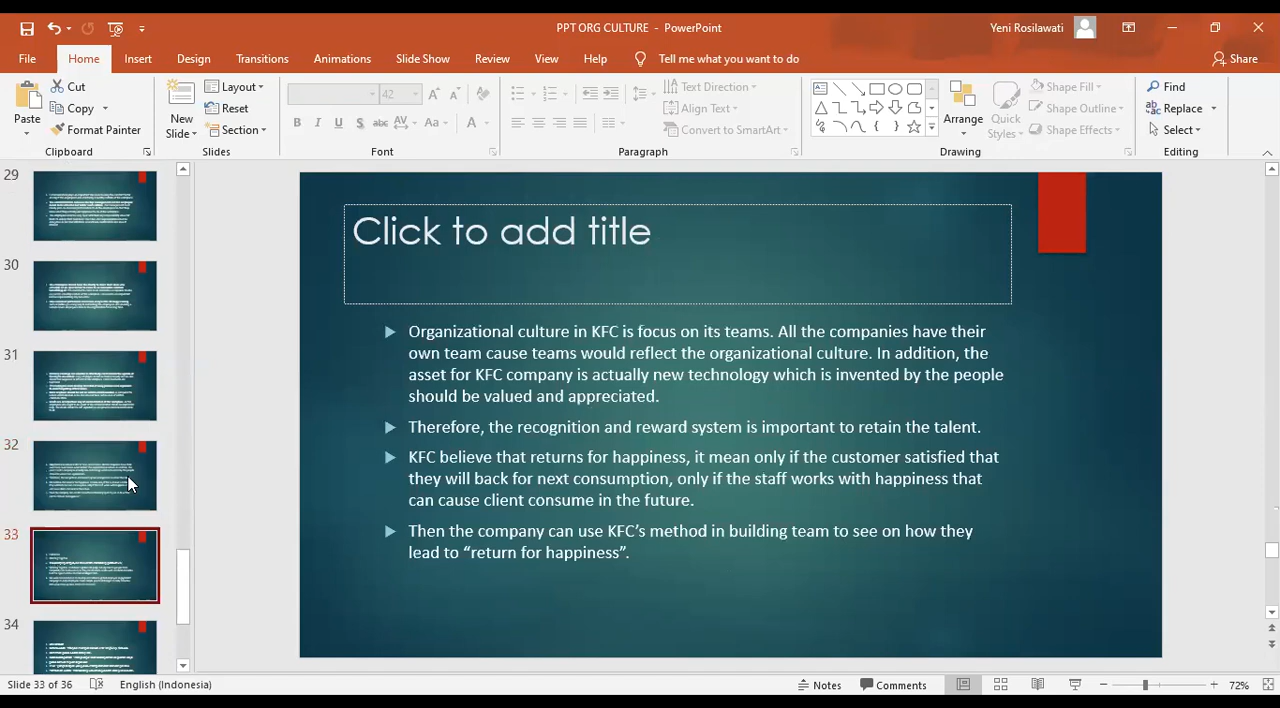 PPT ORG CULTURE - PowerPoint
Yeni Rosilawati
File Home Insert Design Transitions Animations Slide Show Review View Help Tell me what you want to do Share
Paste
Cut
Copy
Format Painter
Clipboard
New Slide
Layout
Reset
Section
Slides
42
B I U S abc AV Aa A
Font
Text Direction
Align Text
Convert to SmartArt
Paragraph
Arrange
Quick Styles
Shape Fill
Shape Outline
Shape Effects
Drawing
Find
Replace
Select
Editing
29
30
31
32
33
34
Click to add title
Organizational culture in KFC is focus on its teams. All the companies have their
own team cause teams would reflect the organizational culture. In addition, the
asset for KFC company is actually new technology which is invented by the people
should be valued and appreciated.
Therefore, the recognition and reward system is important to retain the talent.
KFC believe that returns for happiness, it mean only if the customer satisfied that
they will back for next consumption, only if the staff works with happiness that
can cause client consume in the future.
Then the company can use KFC's method in building team to see on how they
lead to “return for happiness”.
Slide 33 of 36 English (Indonesia) Notes Comments 72%